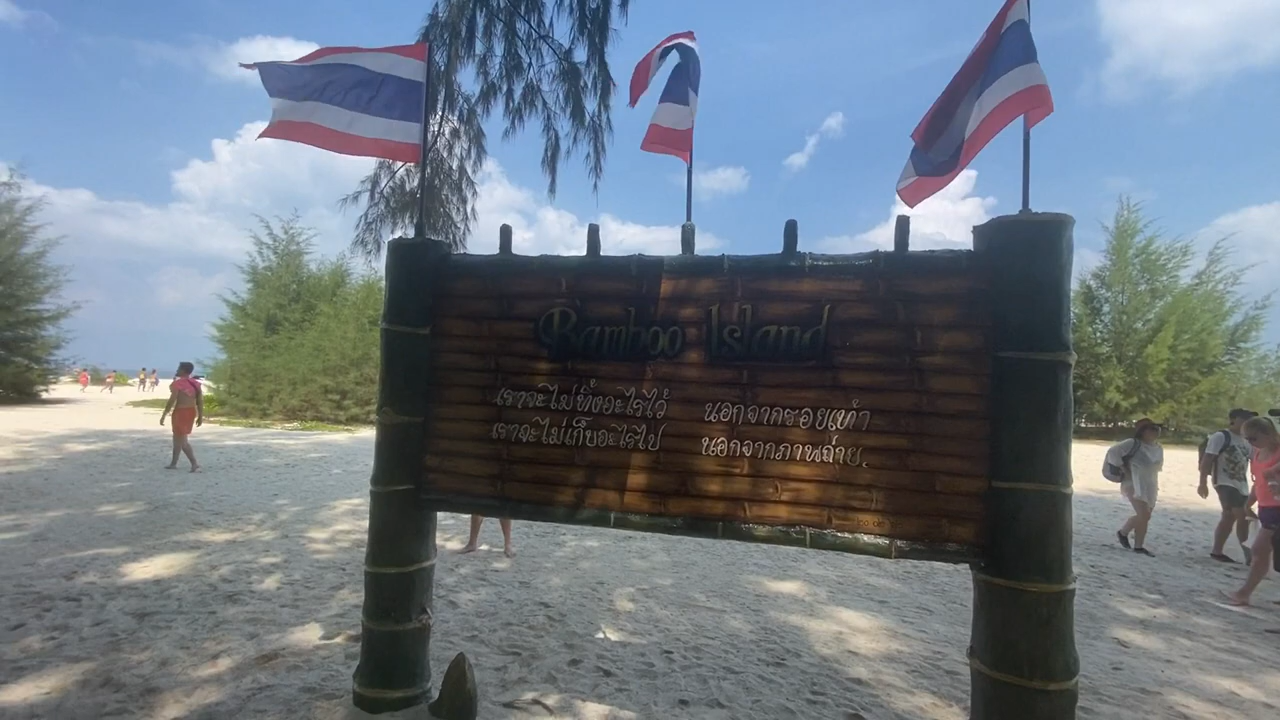 Bamboo Island
เราจะไม่ทิ้งอะไรไว้ นอกจากรอยเท้า
เราจะไม่เก็บอะไรไป นอกจากภาพถ่าย